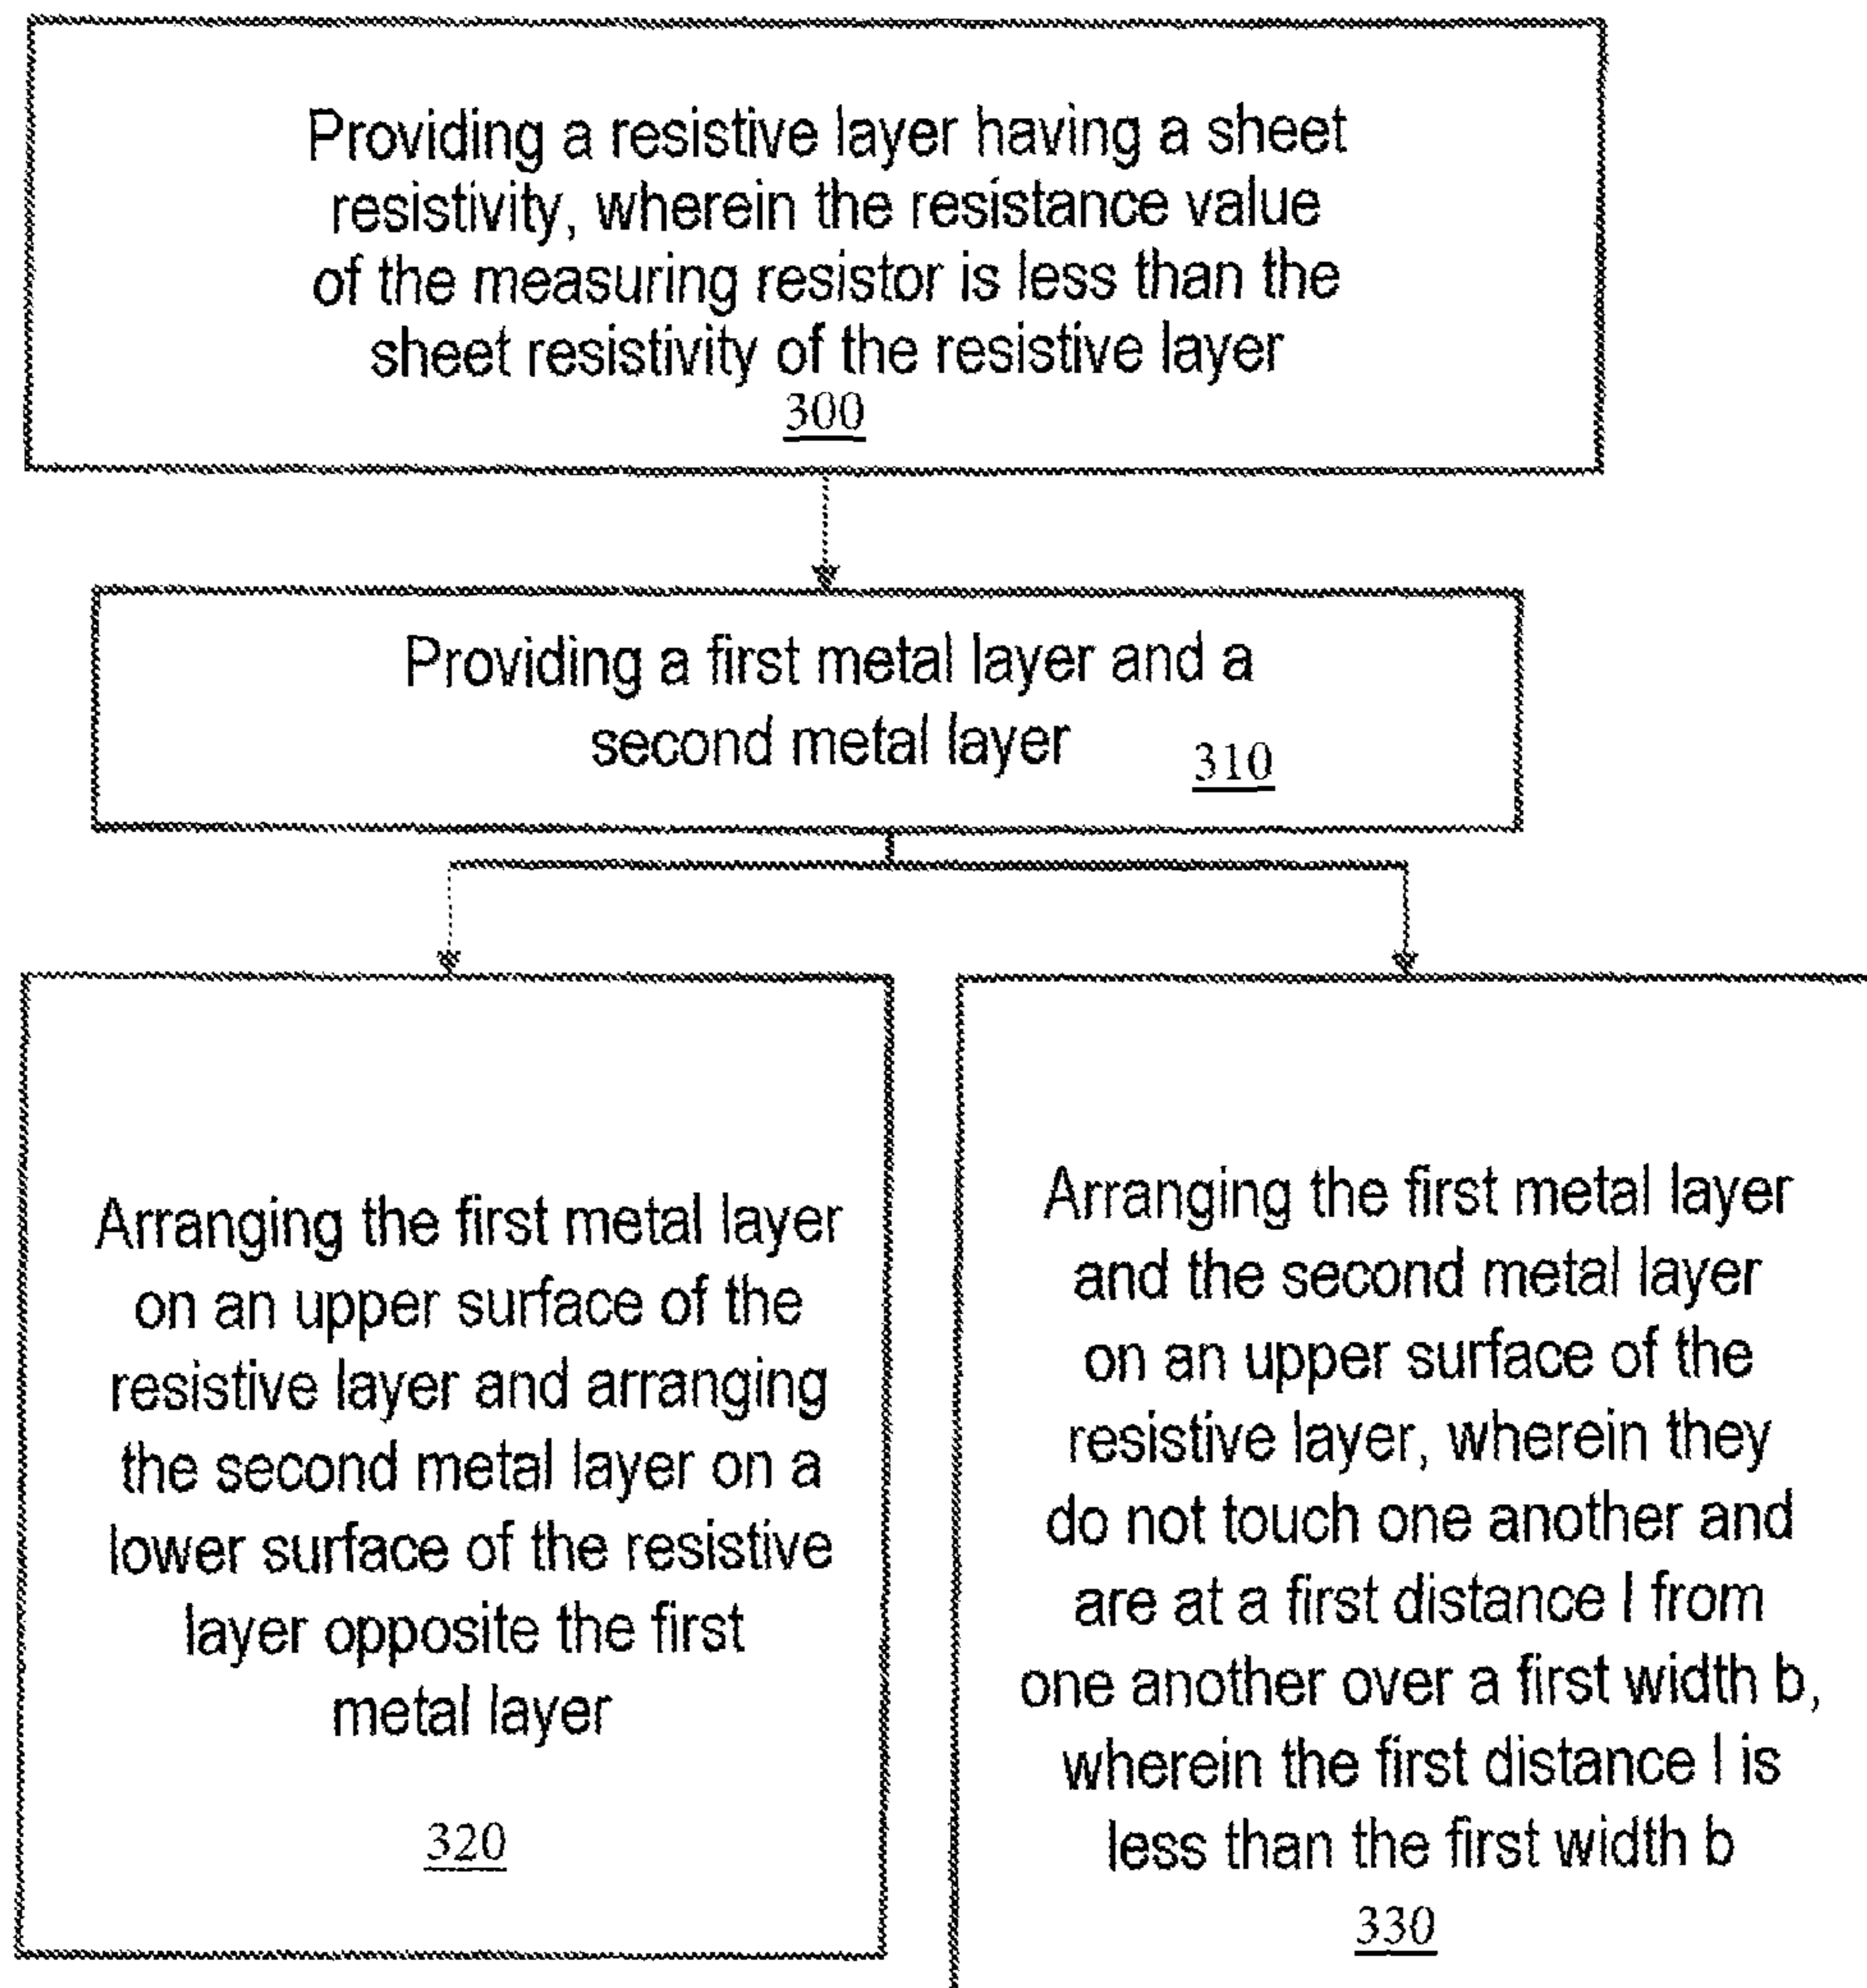 Providing a resistive layer having a sheet
resistivity, wherein the resistance value
of the measuring resistor is less than the
sheet resistivity of the resistive layer
300
Providing a first metal layer and a
second metal layer
310
Arranging the first metal layer
on an upper surface of the
resistive layer and arranging
the second metal layer on a
lower surface of the resistive
layer opposite the first
metal layer
320
Arranging the first metal layer
and the second metal layer
on an upper surface of the
resistive layer, wherein they
do not touch one another and
are at a first distance l from
one another over a first width b,
wherein the first distance l is
less than the first width b
330